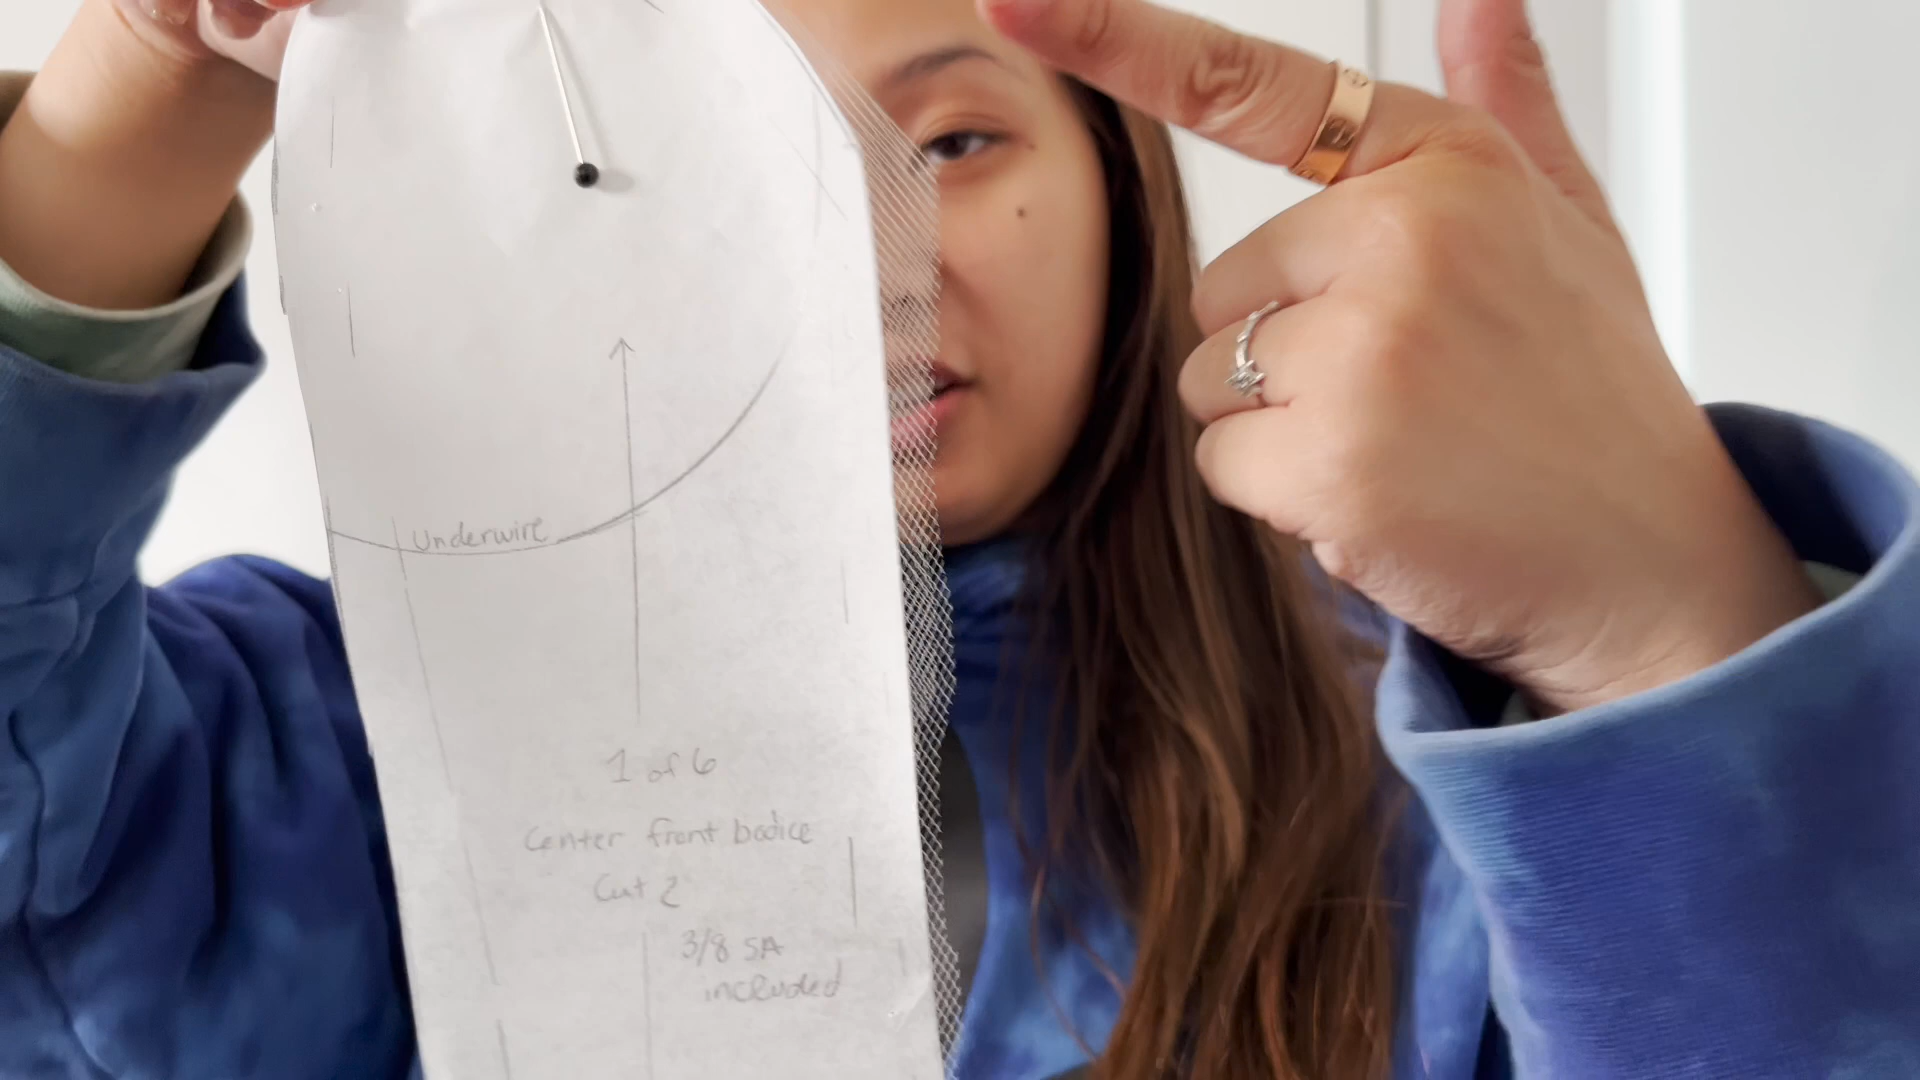 Underwire
1 of 6
Center front bodice
Cut 2
3/8 SA
included